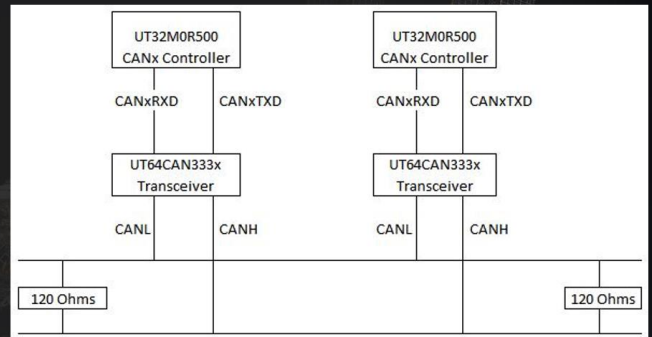 UT32M0R500
CANx Controller
UT32M0R500
CANx Controller
CANxRXD
CANxTXD
CANxRXD
CANxTXD
UT64CAN333x
Transceiver
UT64CAN333x
Transceiver
CANL
CANH
CANL
CANH
120 Ohms
120 Ohms